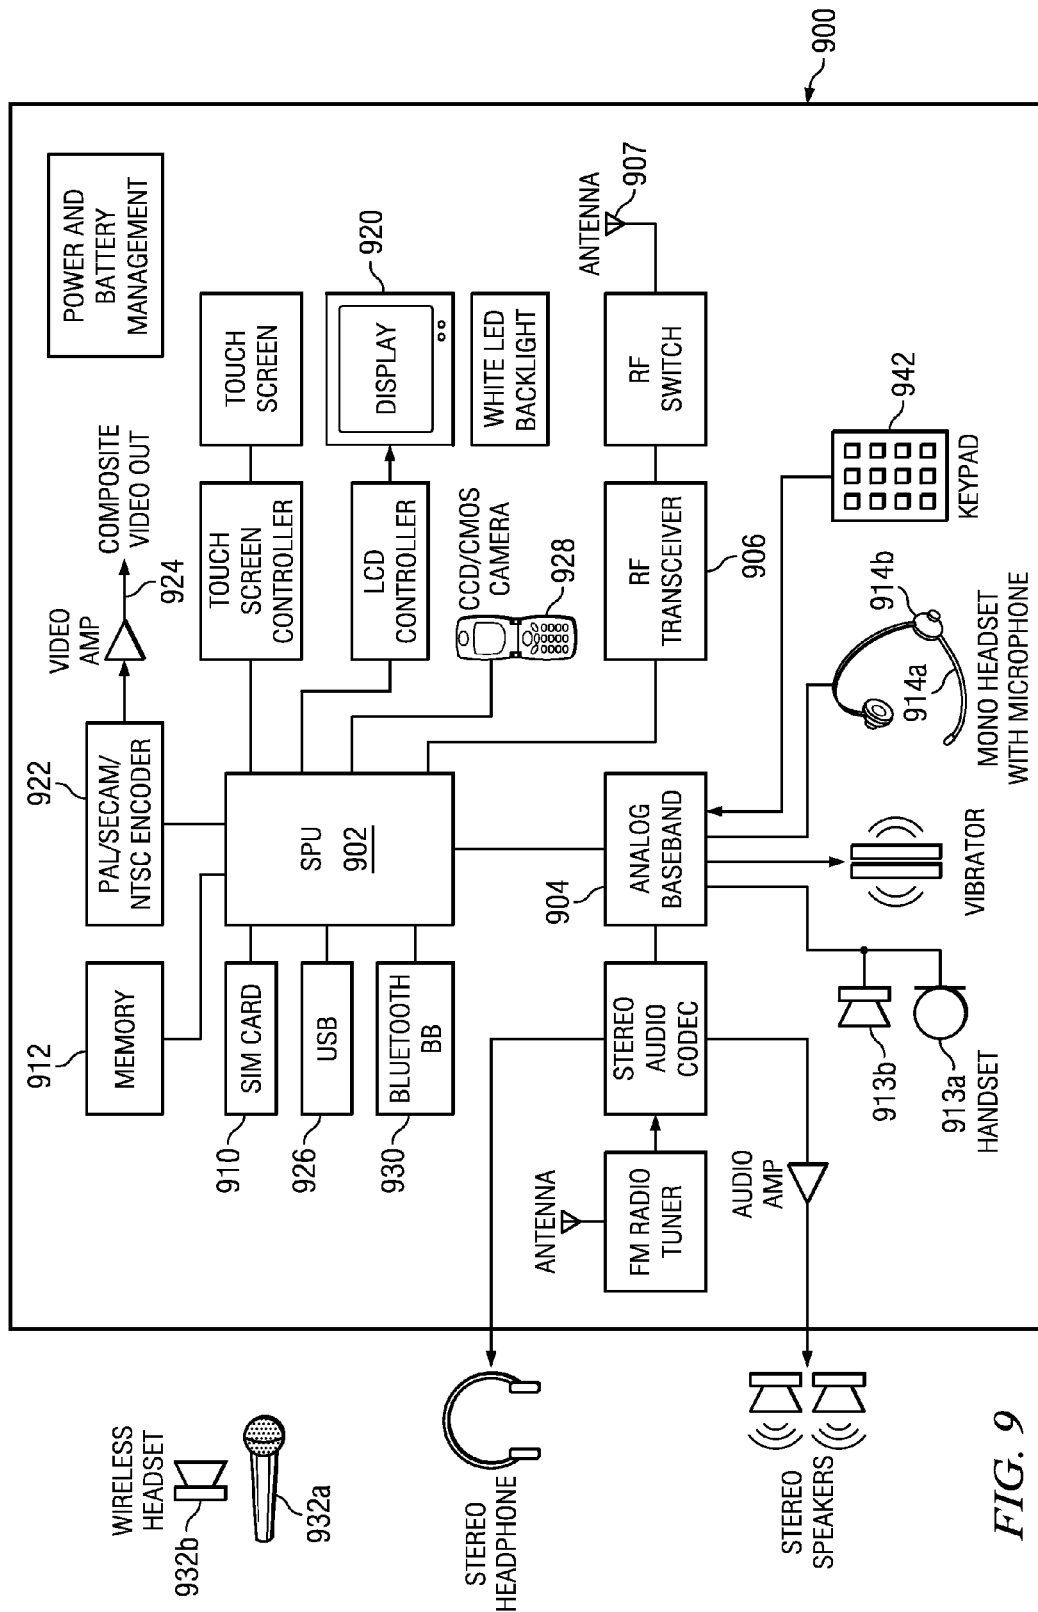 WIRELESS
HEADSET
932b
932a
STEREO
HEADPHONE
STEREO
SPEAKERS
912
MEMORY
922
PAL/SECAM/
NTSC ENCODER
VIDEO
AMP
924
COMPOSITE
VIDEO OUT
POWER AND
BATTERY
MANAGEMENT
910
SIM CARD
926
USB
930
BLUETOOTH
BB
SPU
902
TOUCH
SCREEN
CONTROLLER
TOUCH
SCREEN
LCD
CONTROLLER
DISPLAY
920
CCD/CMOS
CAMERA
928
WHITE LED
BACKLIGHT
ANTENNA
FM RADIO
TUNER
STEREO
AUDIO
CODEC
904
ANALOG
BASEBAND
RF
TRANSCEIVER
906
RF
SWITCH
ANTENNA
907
AUDIO
AMP
913b
913a
HANDSET
VIBRATOR
914a
914b
MONO HEADSET
WITH MICROPHONE
942
KEYPAD
900
FIG. 9